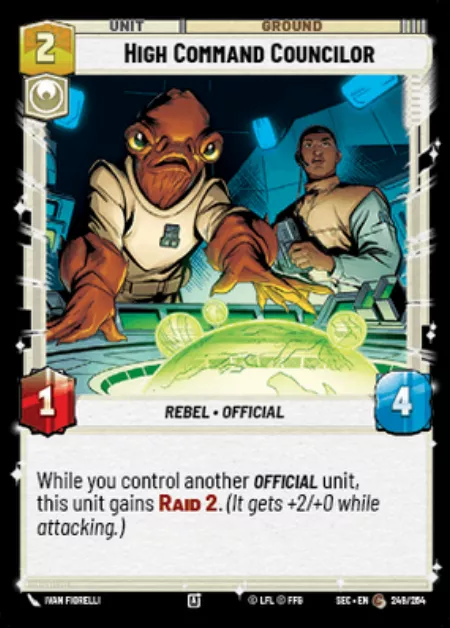 UNIT GROUND
2 HIGH COMMAND COUNCILOR
1
4
REBEL • OFFICIAL
While you control another OFFICIAL unit,
this unit gains RAID 2. (It gets +2/+0 while
attacking.)
IVAN FIORELLI © LFL © FFG SEC • EN C 248/264